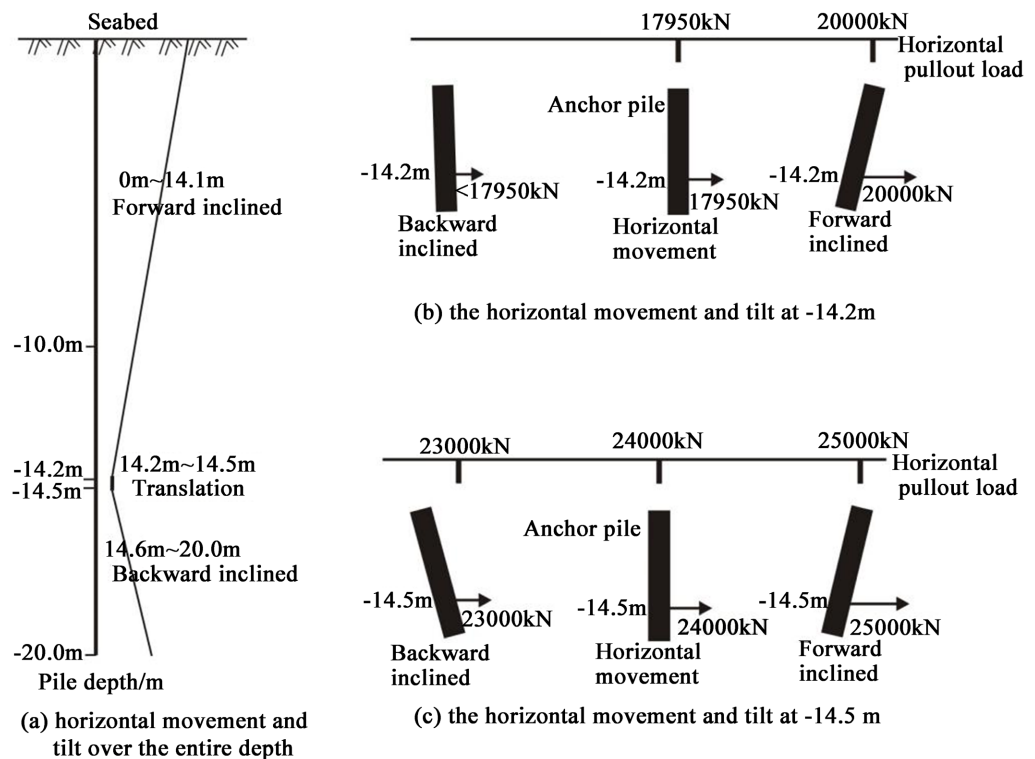 Seabed
0m~14.1m
Forward inclined
-10.0m
-14.2m
-14.5m
14.2m~14.5m
Translation
14.6m~20.0m
Backward inclined
-20.0m
Pile depth/m
(a) horizontal movement and
tilt over the entire depth
17950kN
20000kN
Horizontal
pullout load
Anchor pile
-14.2m
<17950kN
Backward
inclined
-14.2m
17950kN
Horizontal
movement
-14.2m
20000kN
Forward
inclined
(b) the horizontal movement and tilt at -14.2m
23000kN
24000kN
25000kN
Horizontal
pullout load
Anchor pile
-14.5m
23000kN
Backward
inclined
-14.5m
24000kN
Horizontal
movement
-14.5m
25000kN
Forward
inclined
(c) the horizontal movement and tilt at -14.5 m